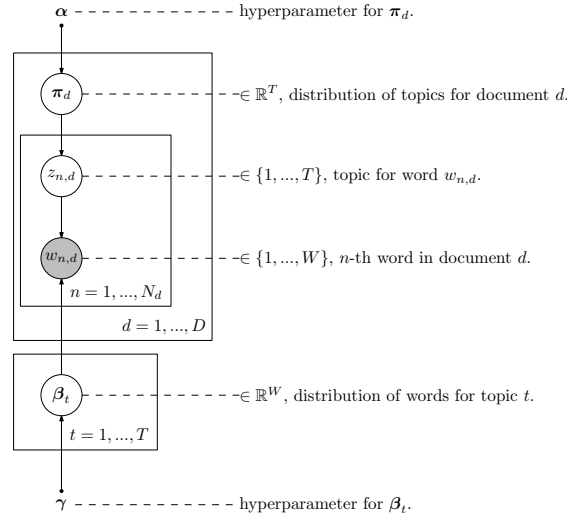 α hyperparameter for π_d.
π_d ∈ ℝ^T, distribution of topics for document d.
z_{n,d} ∈ {1, ..., T}, topic for word w_{n,d}.
w_{n,d} ∈ {1, ..., W}, n-th word in document d.
n = 1, ..., N_d
d = 1, ..., D
β_t ∈ ℝ^W, distribution of words for topic t.
t = 1, ..., T
γ hyperparameter for β_t.